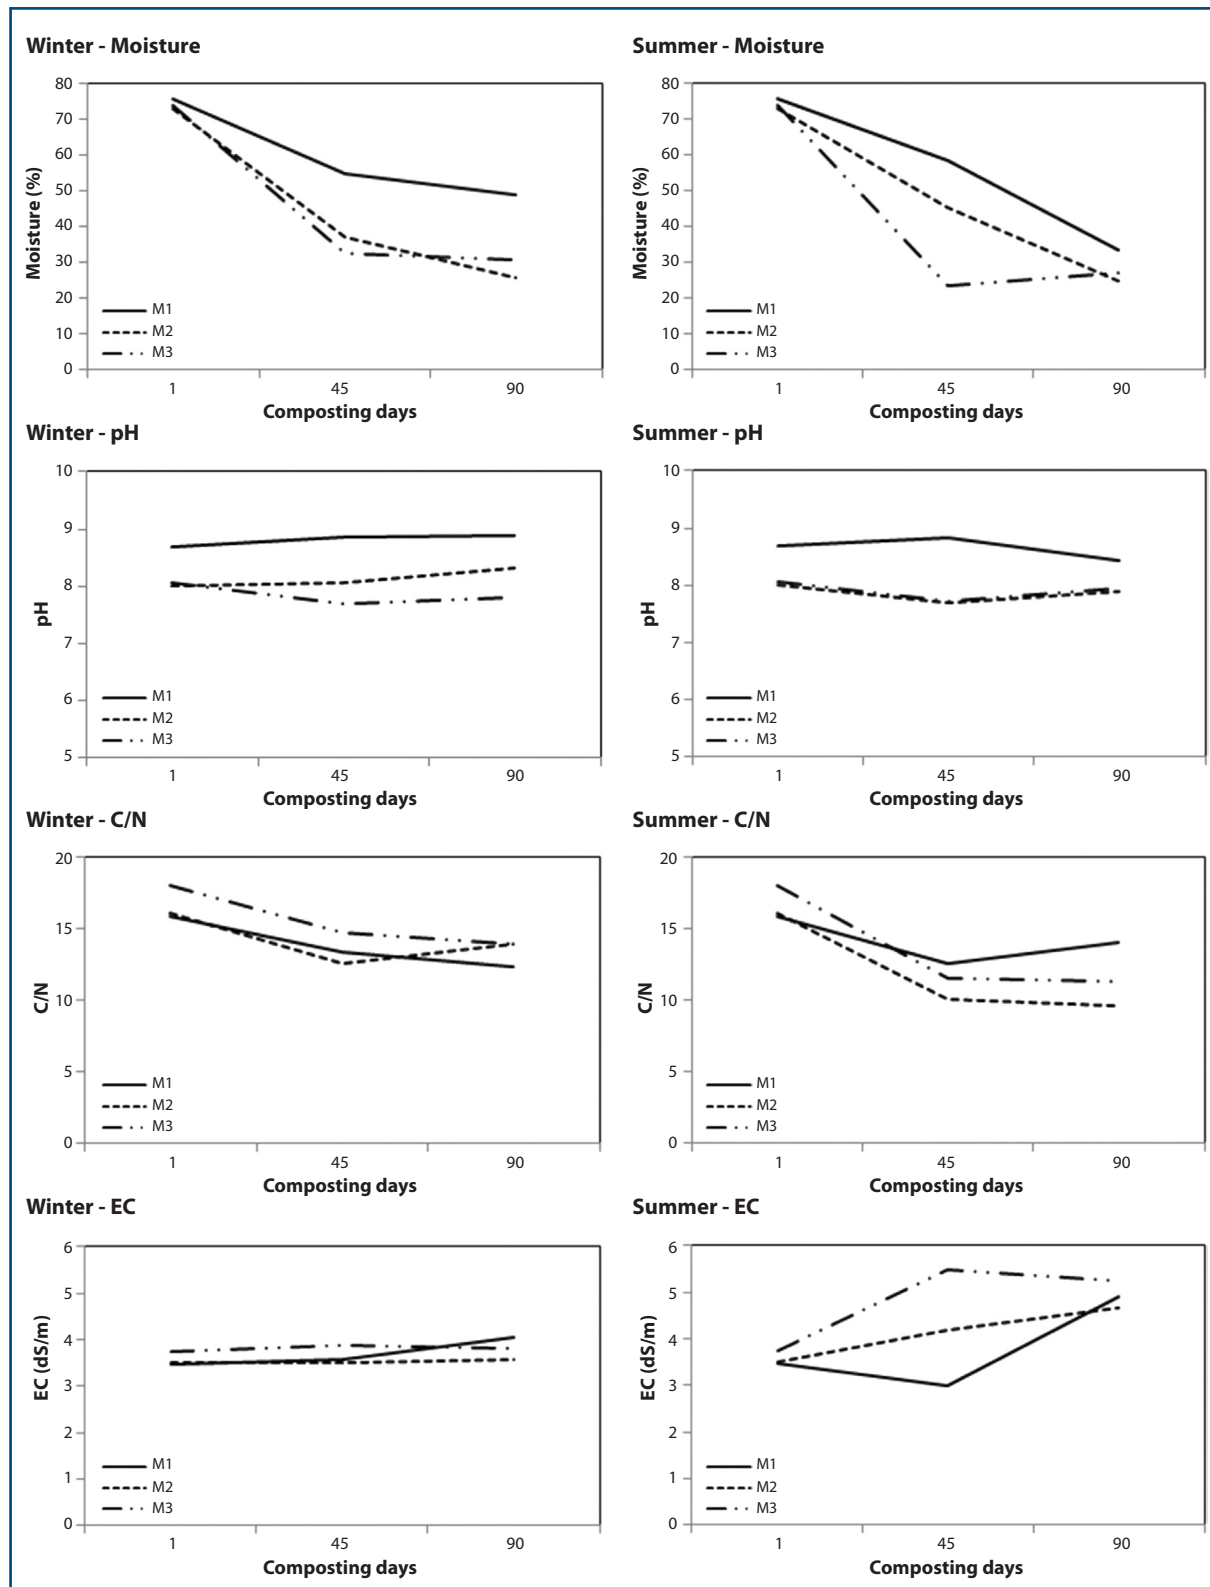 Winter - Moisture
Moisture (%)
80
70
60
50
40
30
20
10
0
M1
M2
M3
1 45 90
Composting days
Summer - Moisture
Moisture (%)
80
70
60
50
40
30
20
10
0
M1
M2
M3
1 45 90
Composting days
Winter - pH
pH
10
9
8
7
6
5
M1
M2
M3
1 45 90
Composting days
Summer - pH
pH
10
9
8
7
6
5
M1
M2
M3
1 45 90
Composting days
Winter - C/N
C/N
20
15
10
5
0
M1
M2
M3
1 45 90
Composting days
Summer - C/N
C/N
20
15
10
5
0
M1
M2
M3
1 45 90
Composting days
Winter - EC
EC (dS/m)
6
5
4
3
2
1
0
M1
M2
M3
1 45 90
Composting days
Summer - EC
EC (dS/m)
6
5
4
3
2
1
0
M1
M2
M3
1 45 90
Composting days